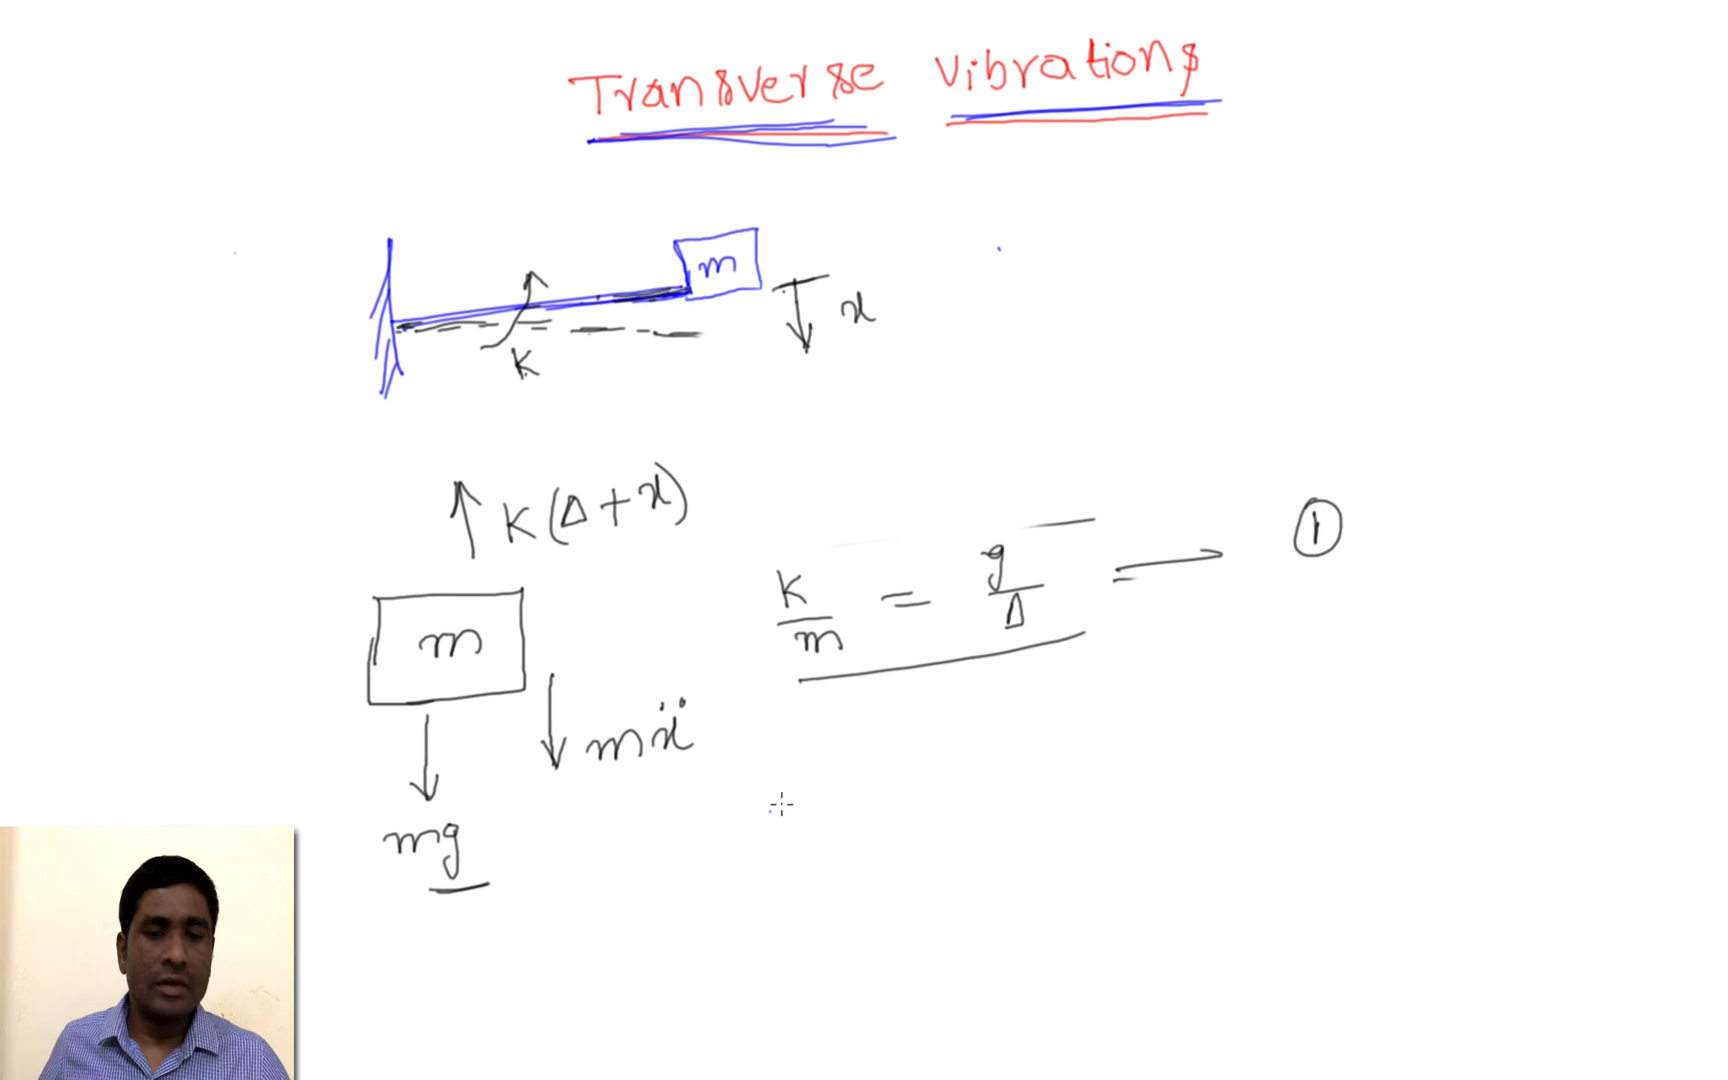 Transverse Vibrations
m
x
K
K(Δ+x)
K/m = g/Δ → ①
m
mẍ
mg